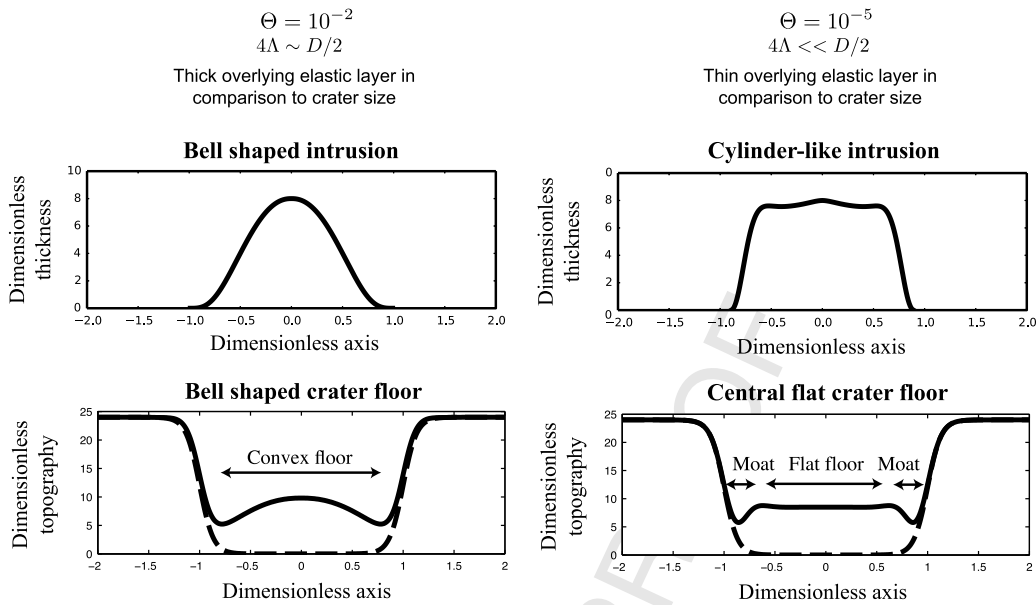 Θ = 10⁻²
4Λ ∼ D/2
Thick overlying elastic layer in
comparison to crater size
Θ = 10⁻⁵
4Λ << D/2
Thin overlying elastic layer in
comparison to crater size
Bell shaped intrusion
10
8
6
4
2
0
Dimensionless
thickness
−2.0 −1.5 −1.0 −0.5 0.0 0.5 1.0 1.5 2.0
Dimensionless axis
Cylinder-like intrusion
0
8
6
4
2
0
Dimensionless
thickness
−2.0 −1.5 −1.0 −0.5 0.0 0.5 1.0 1.5 2.0
Dimensionless axis
Bell shaped crater floor
25
20
15
10
5
0
Dimensionless
topography
Convex floor
−2 −1.5 −1 −0.5 0 0.5 1 1.5 2
Dimensionless axis
Central flat crater floor
25
20
15
10
5
0
Dimensionless
topography
Moat Flat floor Moat
−2 −1.5 −1 −0.5 0 0.5 1 1.5 2
Dimensionless axis